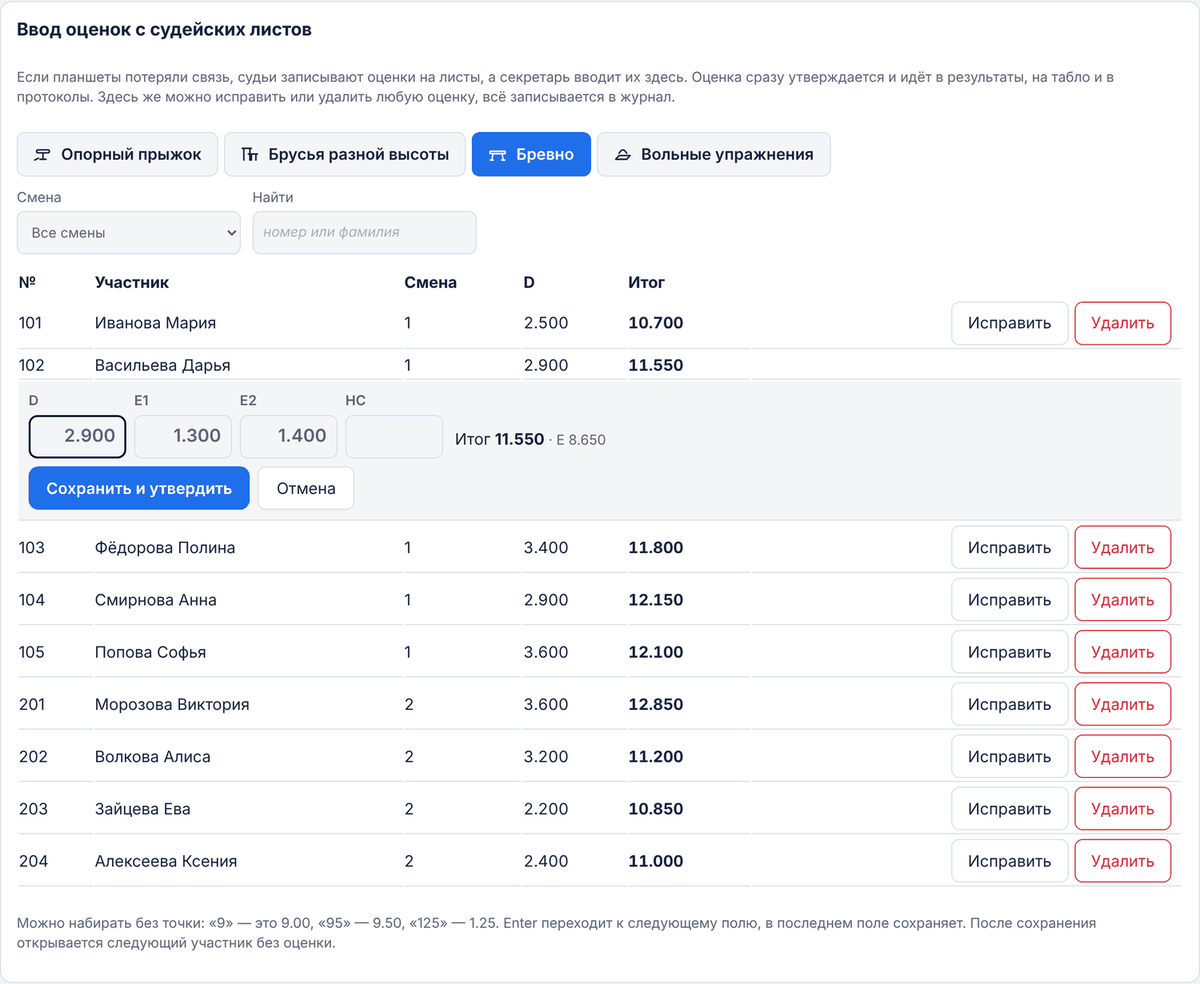 Ввод оценок с судейских листов
Если планшеты потеряли связь, судьи записывают оценки на листы, а секретарь вводит их здесь. Оценка сразу утверждается и идёт в результаты, на табло и в
протоколы. Здесь же можно исправить или удалить любую оценку, всё записывается в журнал.
Опорный прыжок Брусья разной высоты Бревно Вольные упражнения
Смена Найти
Все смены номер или фамилия
№ Участник Смена D Итог
101 Иванова Мария 1 2.500 10.700 Исправить Удалить
102 Васильева Дарья 1 2.900 11.550
D E1 E2 НС
2.900 1.300 1.400 Итог 11.550 · E 8.650
Сохранить и утвердить Отмена
103 Фёдорова Полина 1 3.400 11.800 Исправить Удалить
104 Смирнова Анна 1 2.900 12.150 Исправить Удалить
105 Попова Софья 1 3.600 12.100 Исправить Удалить
201 Морозова Виктория 2 3.600 12.850 Исправить Удалить
202 Волкова Алиса 2 3.200 11.200 Исправить Удалить
203 Зайцева Ева 2 2.200 10.850 Исправить Удалить
204 Алексеева Ксения 2 2.400 11.000 Исправить Удалить
Можно набирать без точки: «9» — это 9.00, «95» — 9.50, «125» — 1.25. Enter переходит к следующему полю, в последнем поле сохраняет. После сохранения
открывается следующий участник без оценки.